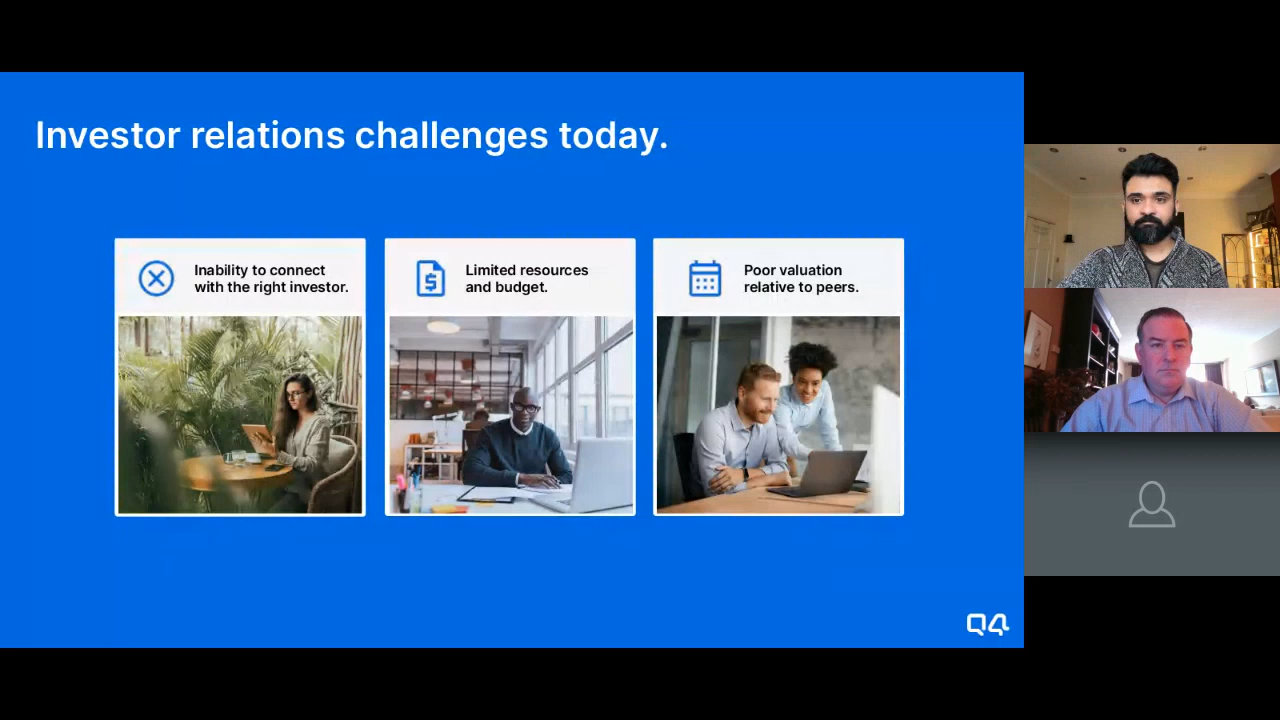 Investor relations challenges today.
Inability to connect
with the right investor.
Limited resources
and budget.
Poor valuation
relative to peers.
Q4